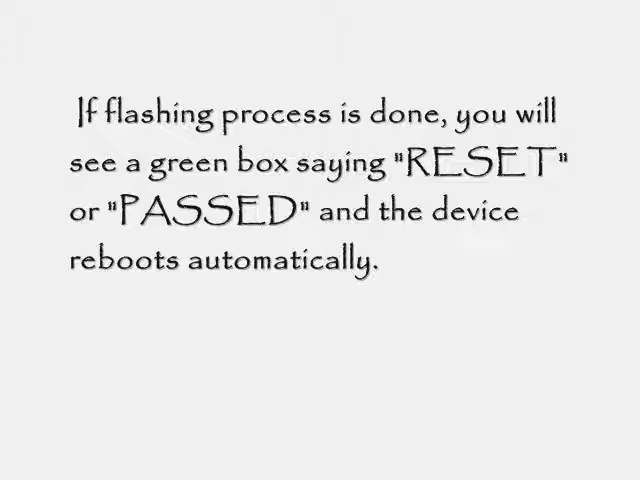 If flashing process is done, you will
see a green box saying "RESET"
or "PASSED" and the device
reboots automatically.